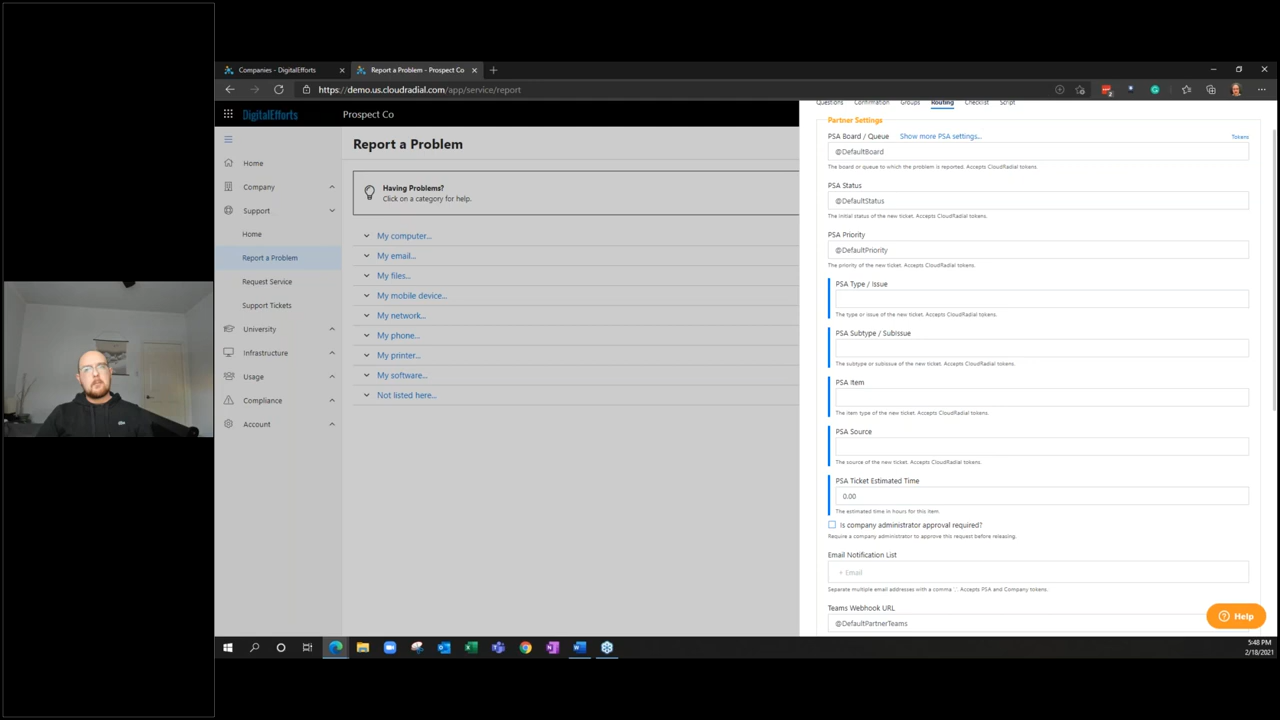 Companies - DigitalEfforts
Report a Problem - Prospect Co
https://demo.us.cloudradial.com/app/service/report
DigitalEfforts
Prospect Co
Home
Company
Support
Home
Report a Problem
Request Service
Support Tickets
University
Infrastructure
Usage
Compliance
Account
Report a Problem
Having Problems?
Click on a category for help.
My computer...
My email...
My files...
My mobile device...
My network...
My phone...
My printer...
My software...
Not listed here...
Questions Confirmation Groups Routing Checklist Script
Partner Settings
PSA Board / Queue Show more PSA settings... Tokens
@DefaultBoard
The board or queue to which the problem is reported. Accepts CloudRadial tokens.
PSA Status
@DefaultStatus
The initial status of the new ticket. Accepts CloudRadial tokens.
PSA Priority
@DefaultPriority
The priority of the new ticket. Accepts CloudRadial tokens.
PSA Type / Issue
The type or issue of the new ticket. Accepts CloudRadial tokens.
PSA Subtype / SubIssue
The subtype or subissue of the new ticket. Accepts CloudRadial tokens.
PSA Item
The item type of the new ticket. Accepts CloudRadial tokens.
PSA Source
The source of the new ticket. Accepts CloudRadial tokens.
PSA Ticket Estimated Time
0.00
The estimated time in hours for this item.
Is company administrator approval required?
Require a company administrator to approve this request before releasing.
Email Notification List
+ Email
Separate multiple email addresses with a comma ','. Accepts PSA and Company tokens.
Teams Webhook URL
@DefaultPartnerTeams
Help
5:48 PM
2/18/2021